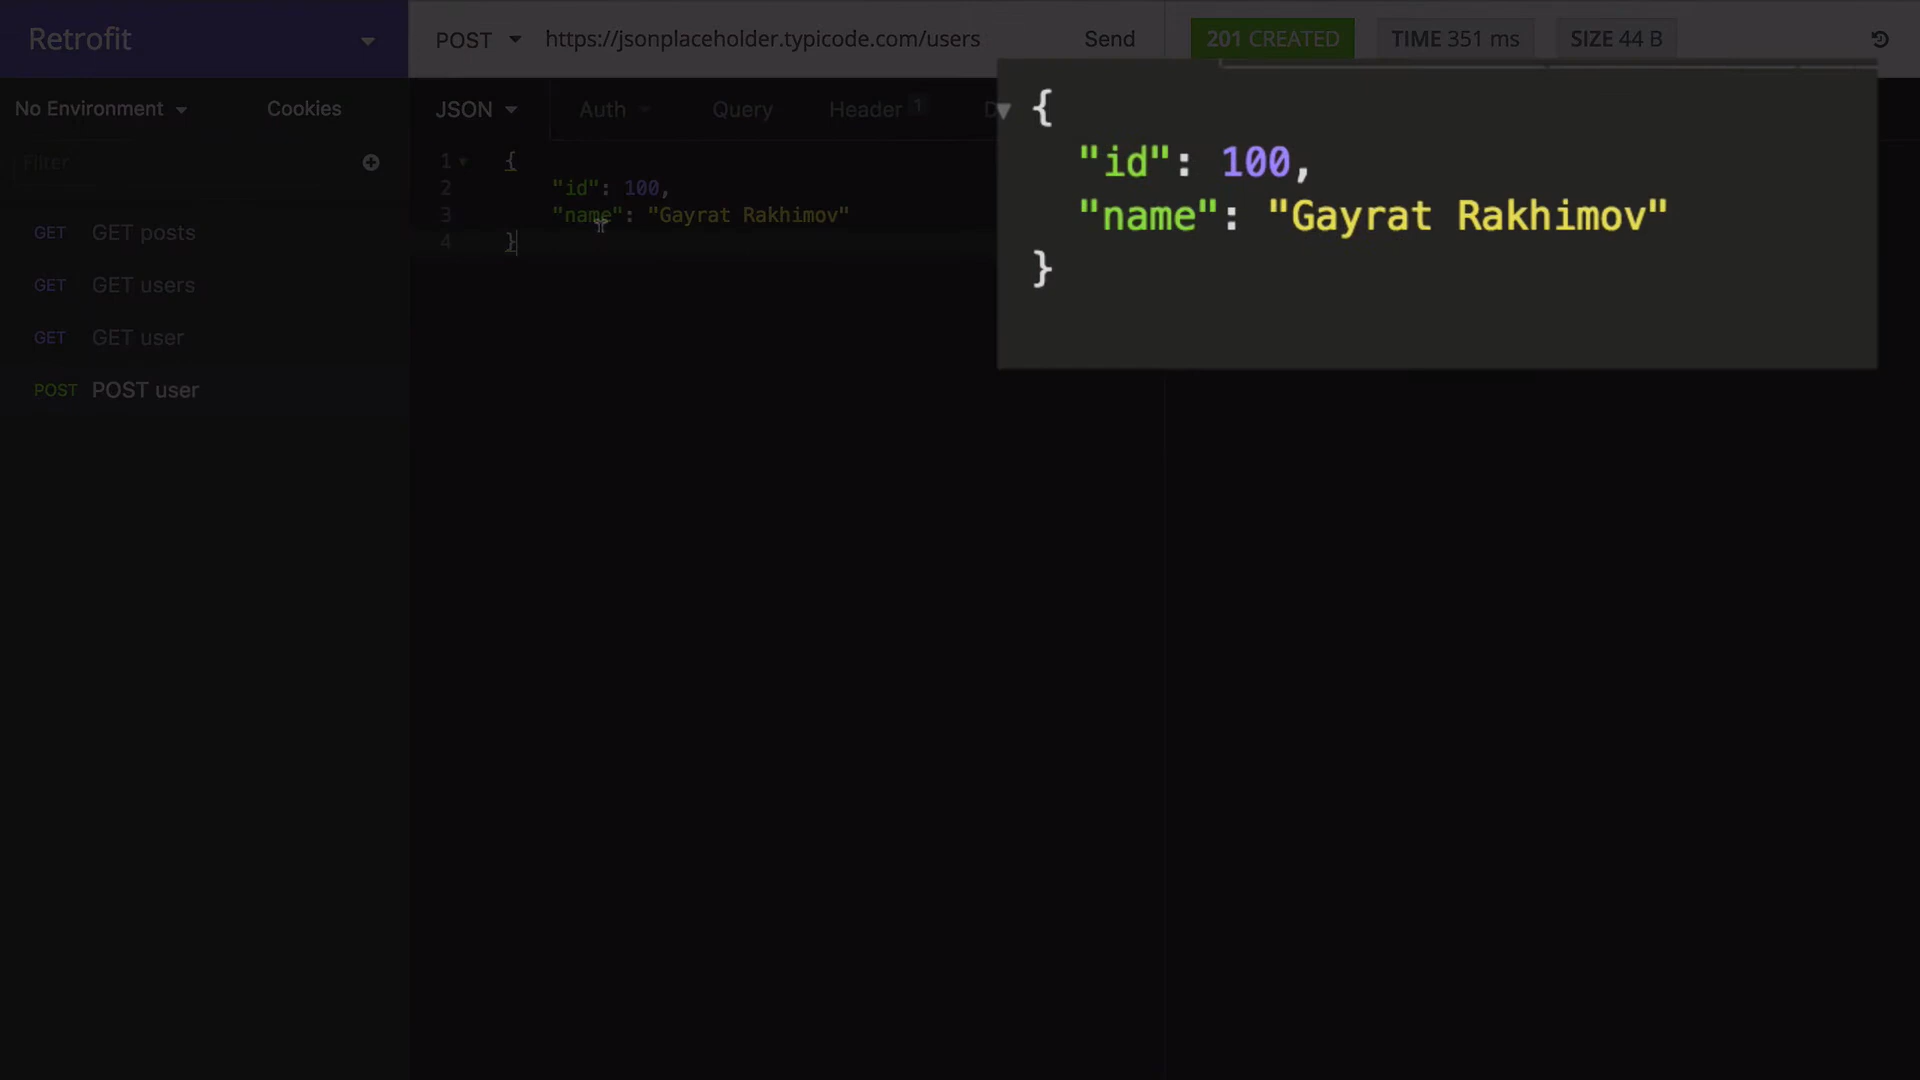 Retrofit
POST https://jsonplaceholder.typicode.com/users Send 201 CREATED TIME 351 ms SIZE 44 B
No Environment Cookies
JSON Auth Query Header 1
Filter
GET GET posts
GET GET users
GET GET user
POST POST user
1 {
2 "id": 100,
3 "name": "Gayrat Rakhimov"
4 }
{
"id": 100,
"name": "Gayrat Rakhimov"
}